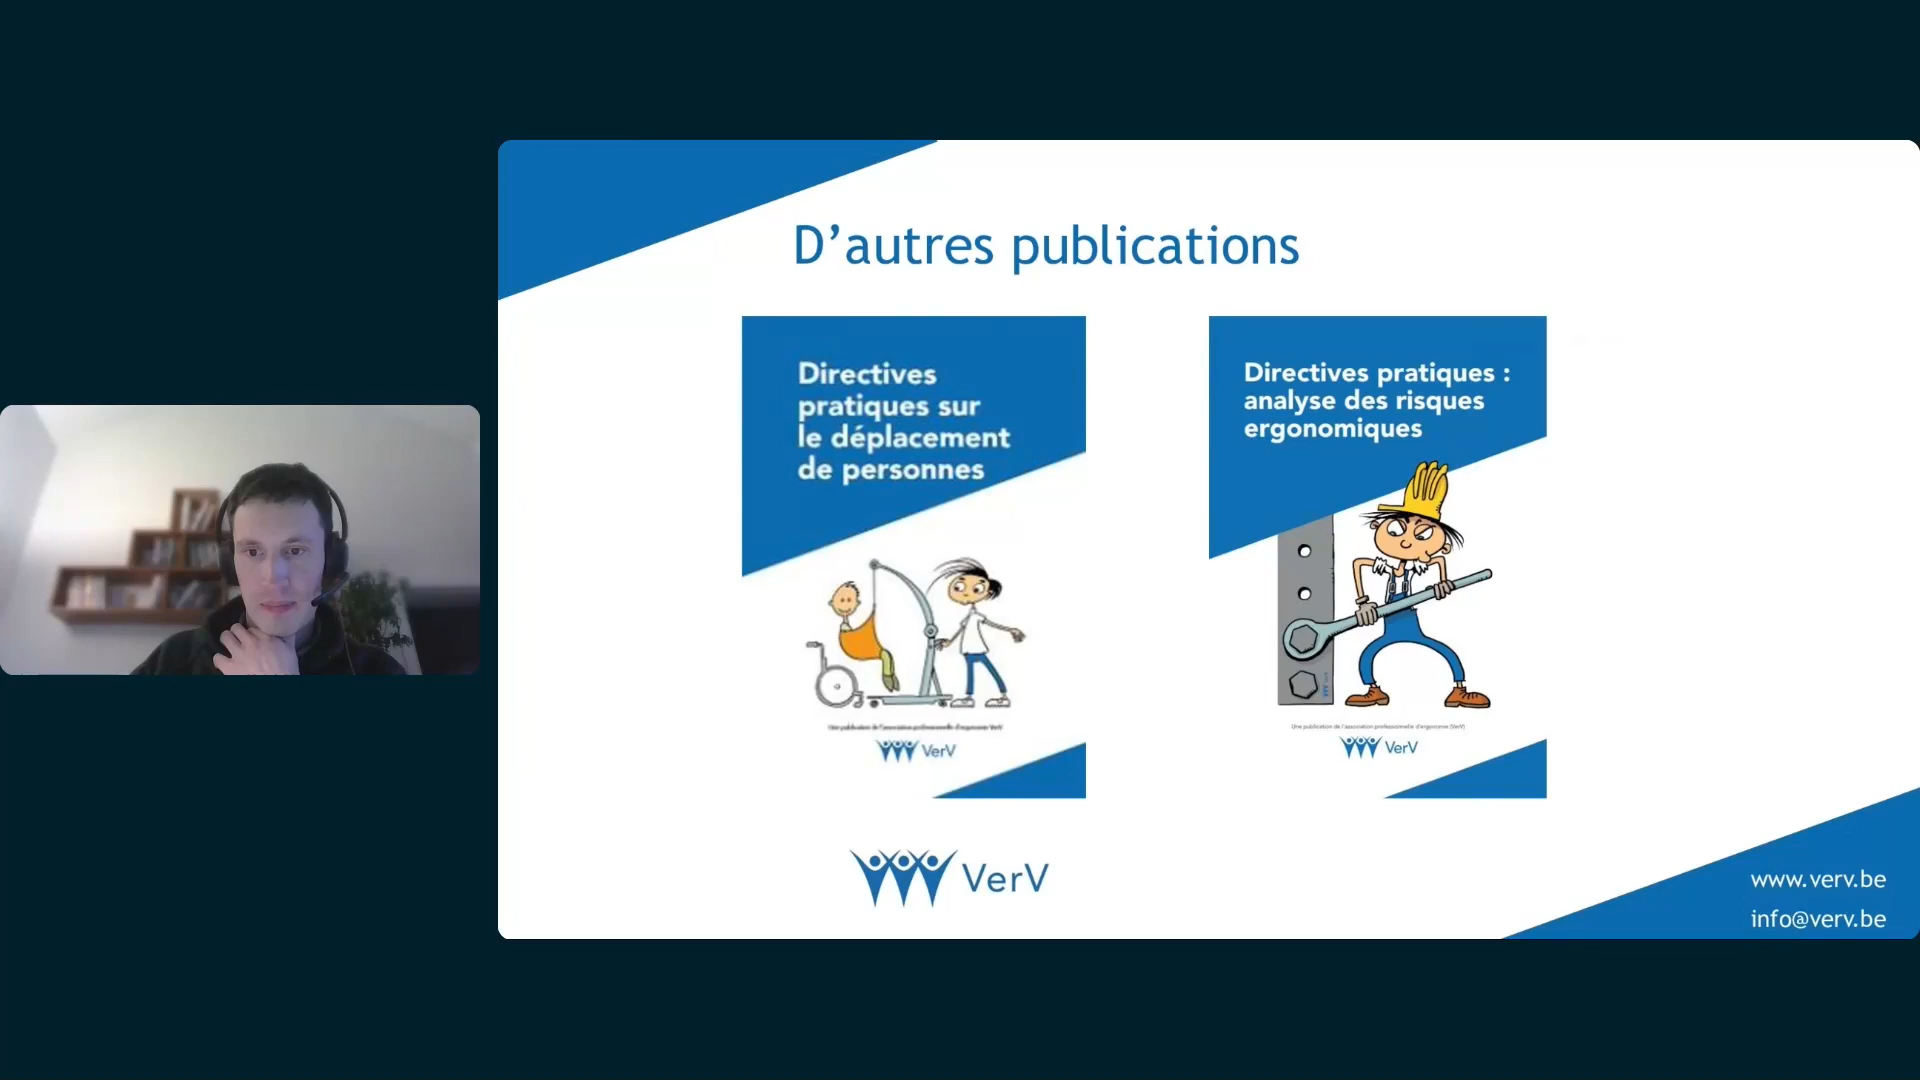 D’autres publications
Directives
pratiques sur
le déplacement
de personnes
Une publication de l'association professionnelle d'ergonomie VerV
VerV
Directives pratiques :
analyse des risques
ergonomiques
Une publication de l'association professionnelle d'ergonomie (VerV)
VerV
VerV
www.verv.be
info@verv.be